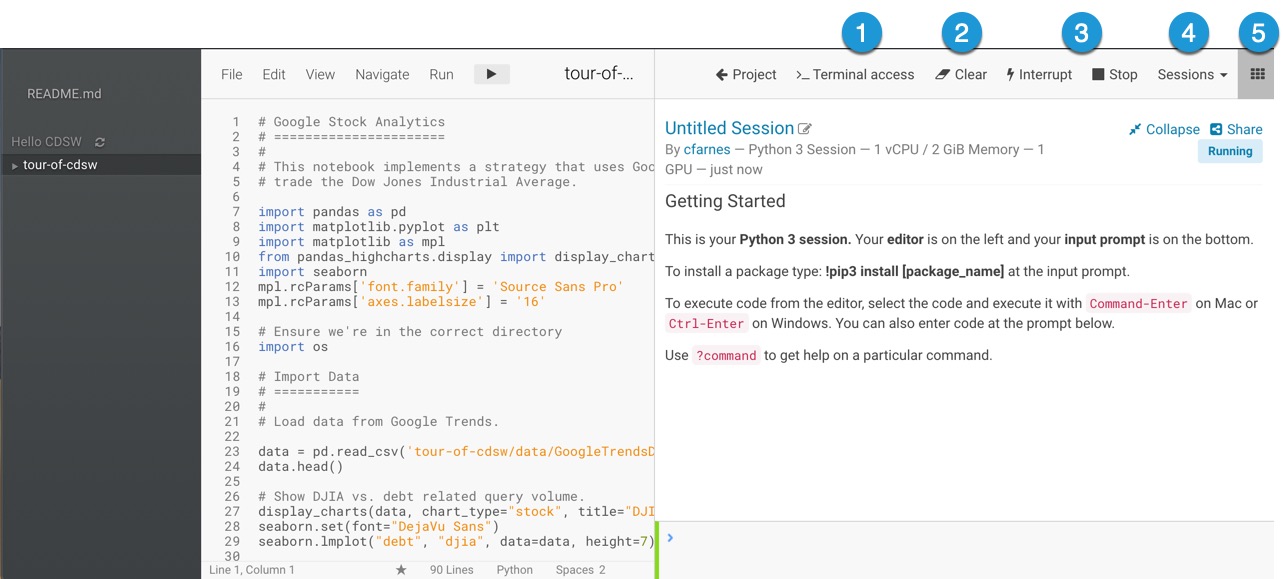 1 2 3 4 5
File Edit View Navigate Run tour-of-...
Project Terminal access Clear Interrupt Stop Sessions
README.md
Hello CDSW
tour-of-cdsw
1 # Google Stock Analytics
2 # ======================
3 #
4 # This notebook implements a strategy that uses Goo
5 # trade the Dow Jones Industrial Average.
6
7 import pandas as pd
8 import matplotlib.pyplot as plt
9 import matplotlib as mpl
10 from pandas_highcharts.display import display_chart
11 import seaborn
12 mpl.rcParams['font.family'] = 'Source Sans Pro'
13 mpl.rcParams['axes.labelsize'] = '16'
14
15 # Ensure we're in the correct directory
16 import os
17
18 # Import Data
19 # ===========
20 #
21 # Load data from Google Trends.
22
23 data = pd.read_csv('tour-of-cdsw/data/GoogleTrendsD
24 data.head()
25
26 # Show DJIA vs. debt related query volume.
27 display_charts(data, chart_type="stock", title="DJI
28 seaborn.set(font="DejaVu Sans")
29 seaborn.lmplot("debt", "djia", data=data, height=7)
30
Line 1, Column 1 ★ 90 Lines Python Spaces 2
Untitled Session
Collapse Share
By cfarnes — Python 3 Session — 1 vCPU / 2 GiB Memory — 1
GPU — just now
Running
Getting Started
This is your Python 3 session. Your editor is on the left and your input prompt is on the bottom.
To install a package type: !pip3 install [package_name] at the input prompt.
To execute code from the editor, select the code and execute it with Command-Enter on Mac or
Ctrl-Enter on Windows. You can also enter code at the prompt below.
Use ?command to get help on a particular command.